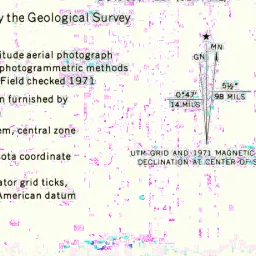 y the Geological Survey
itude aerial photograph
photogrammetric methods
Field checked 1971
n furnished by
em, central zone
sota coordinate
ator grid ticks,
American datum
MN
GN
5½°
98 MILS
0°47'
14 MILS
UTM GRID AND 1971 MAGNETIC
DECLINATION AT CENTER OF S